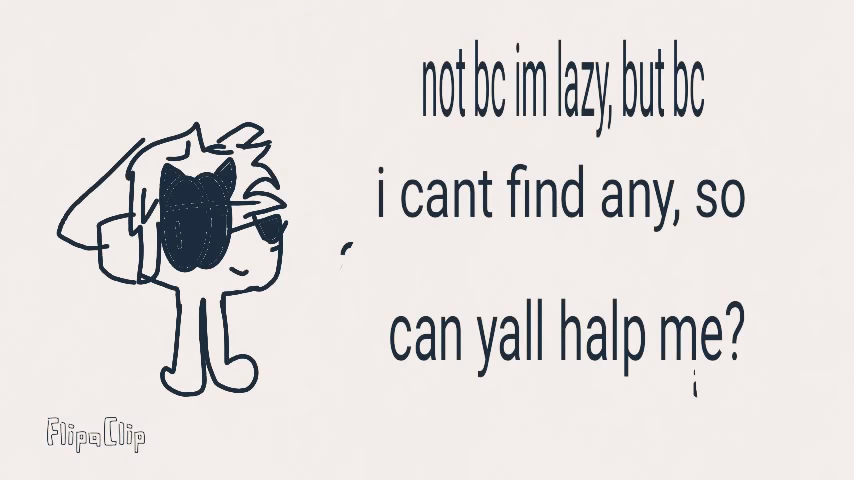 not bc im lazy, but bc
i cant find any, so
can yall halp me?
FlipaClip